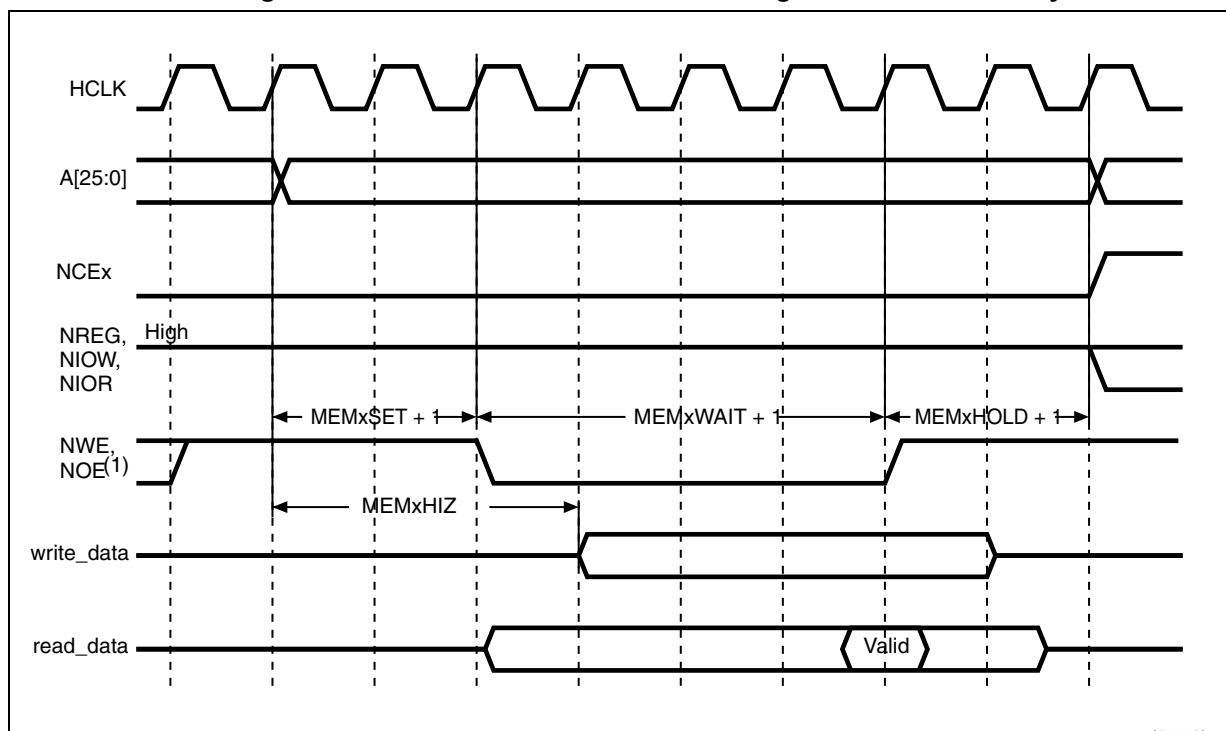 HCLK
A[25:0]
NCEx
NREG, High
NIOW,
NIOR
MEMxSET + 1 MEMxWAIT + 1 MEMxHOLD + 1
NWE,
NOE(1)
MEMxHIZ
write_data
read_data Valid